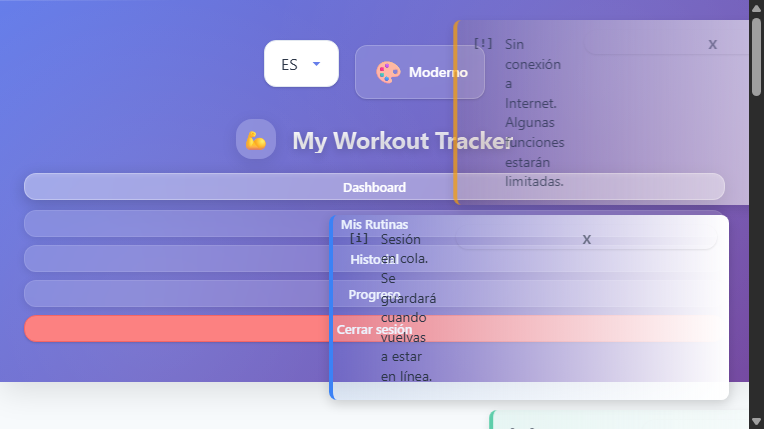 ES
Moderno
[!]
Sin
conexión
a
Internet.
Algunas
funciones
estarán
limitadas.
X
My Workout Tracker
Dashboard
Mis Rutinas
Historial
Progreso
Cerrar sesión
[i]
Sesión
en cola.
Se
guardará
cuando
vuelvas
a estar
en línea.
X